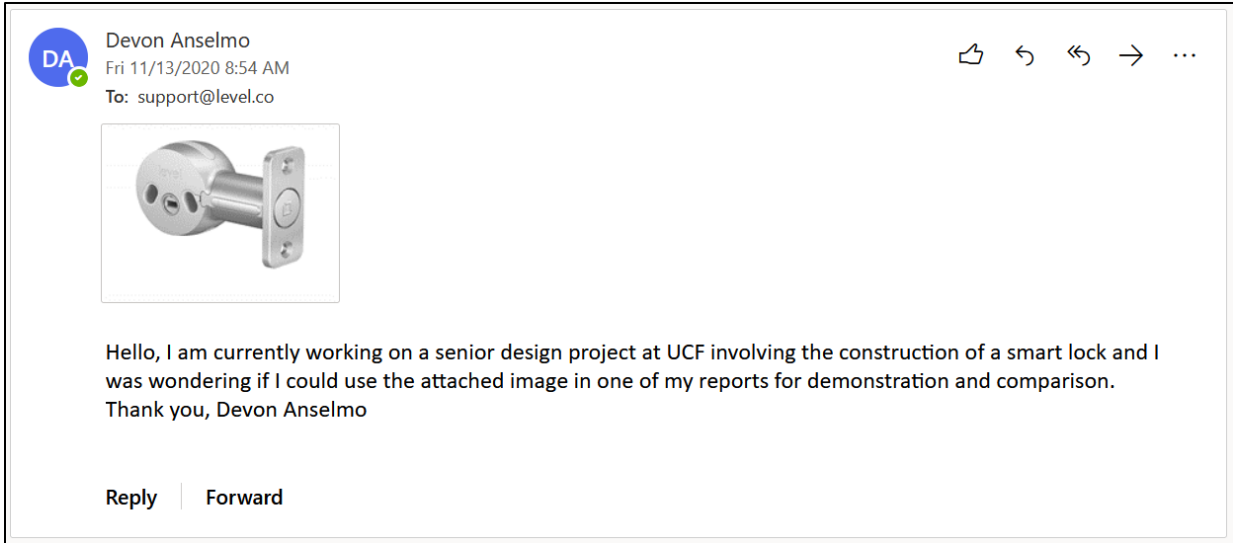 DA
Devon Anselmo
Fri 11/13/2020 8:54 AM
To: support@level.co
level
Hello, I am currently working on a senior design project at UCF involving the construction of a smart lock and I
was wondering if I could use the attached image in one of my reports for demonstration and comparison.
Thank you, Devon Anselmo
Reply Forward